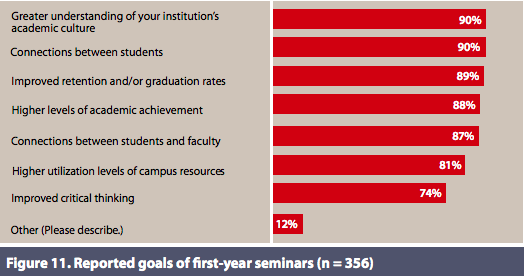 Greater understanding of your institution's
academic culture
90%
Connections between students
90%
Improved retention and/or graduation rates
89%
Higher levels of academic achievement
88%
Connections between students and faculty
87%
Higher utilization levels of campus resources
81%
Improved critical thinking
74%
Other (Please describe.)
12%
Figure 11. Reported goals of first-year seminars (n = 356)